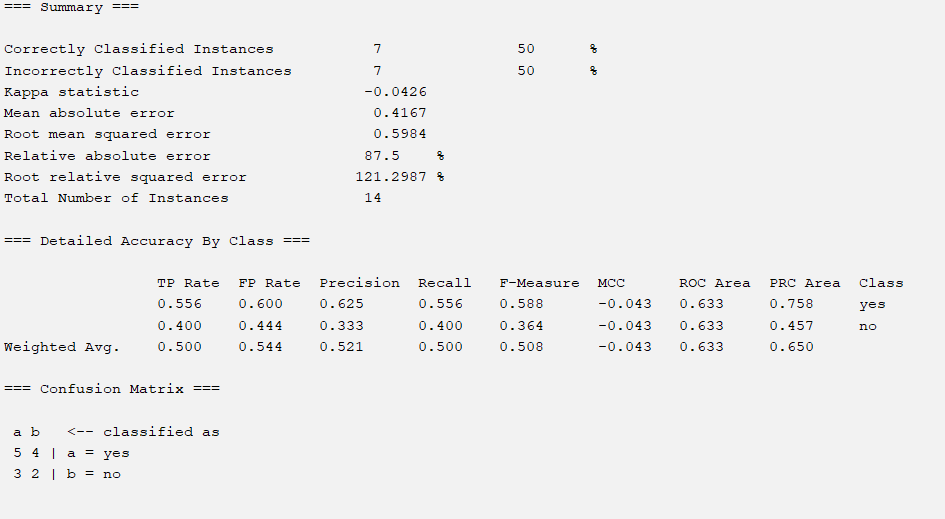 === Summary ===
Correctly Classified Instances 7 50 %
Incorrectly Classified Instances 7 50 %
Kappa statistic -0.0426
Mean absolute error 0.4167
Root mean squared error 0.5984
Relative absolute error 87.5 %
Root relative squared error 121.2987 %
Total Number of Instances 14
=== Detailed Accuracy By Class ===
TP Rate FP Rate Precision Recall F-Measure MCC ROC Area PRC Area Class
0.556 0.600 0.625 0.556 0.588 -0.043 0.633 0.758 yes
0.400 0.444 0.333 0.400 0.364 -0.043 0.633 0.457 no
Weighted Avg. 0.500 0.544 0.521 0.500 0.508 -0.043 0.633 0.650
=== Confusion Matrix ===
a b <-- classified as
5 4 | a = yes
3 2 | b = no